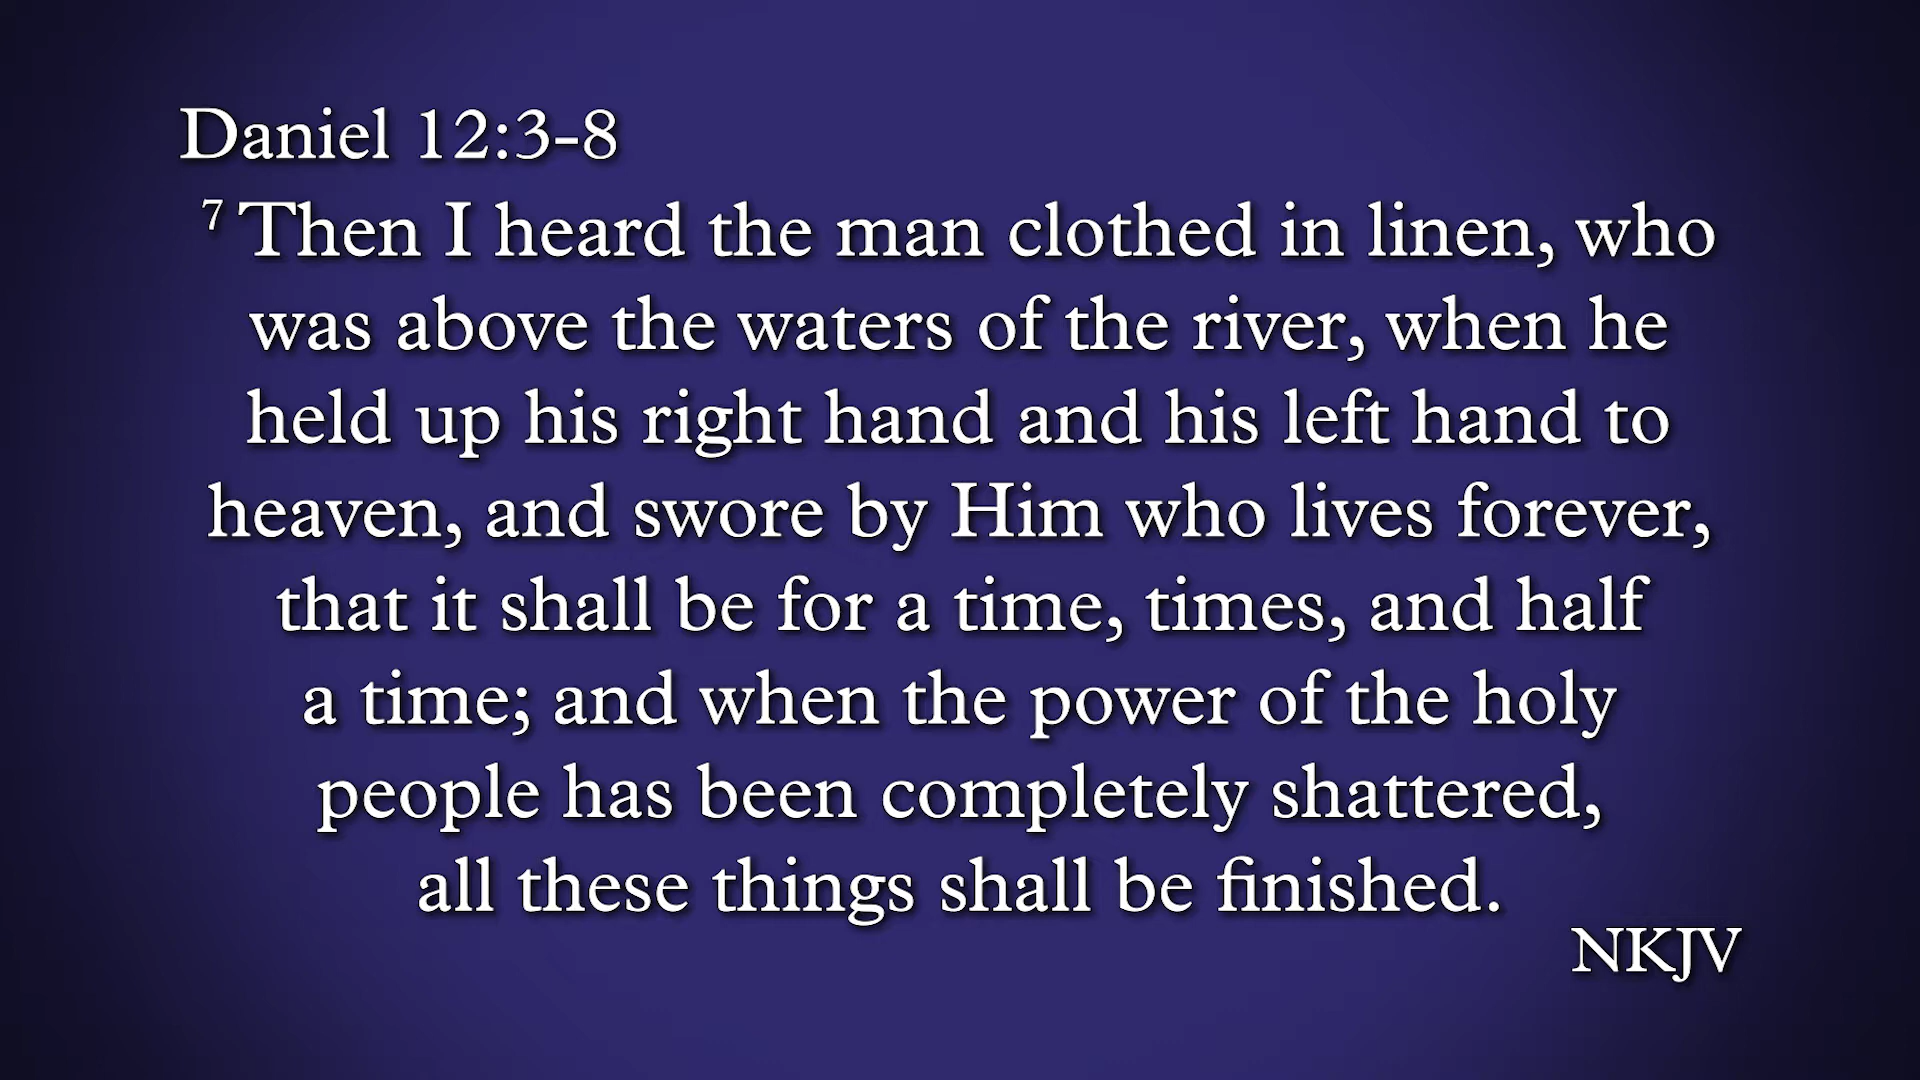 Daniel 12:3-8
7 Then I heard the man clothed in linen, who
was above the waters of the river, when he
held up his right hand and his left hand to
heaven, and swore by Him who lives forever,
that it shall be for a time, times, and half
a time; and when the power of the holy
people has been completely shattered,
all these things shall be finished.
NKJV